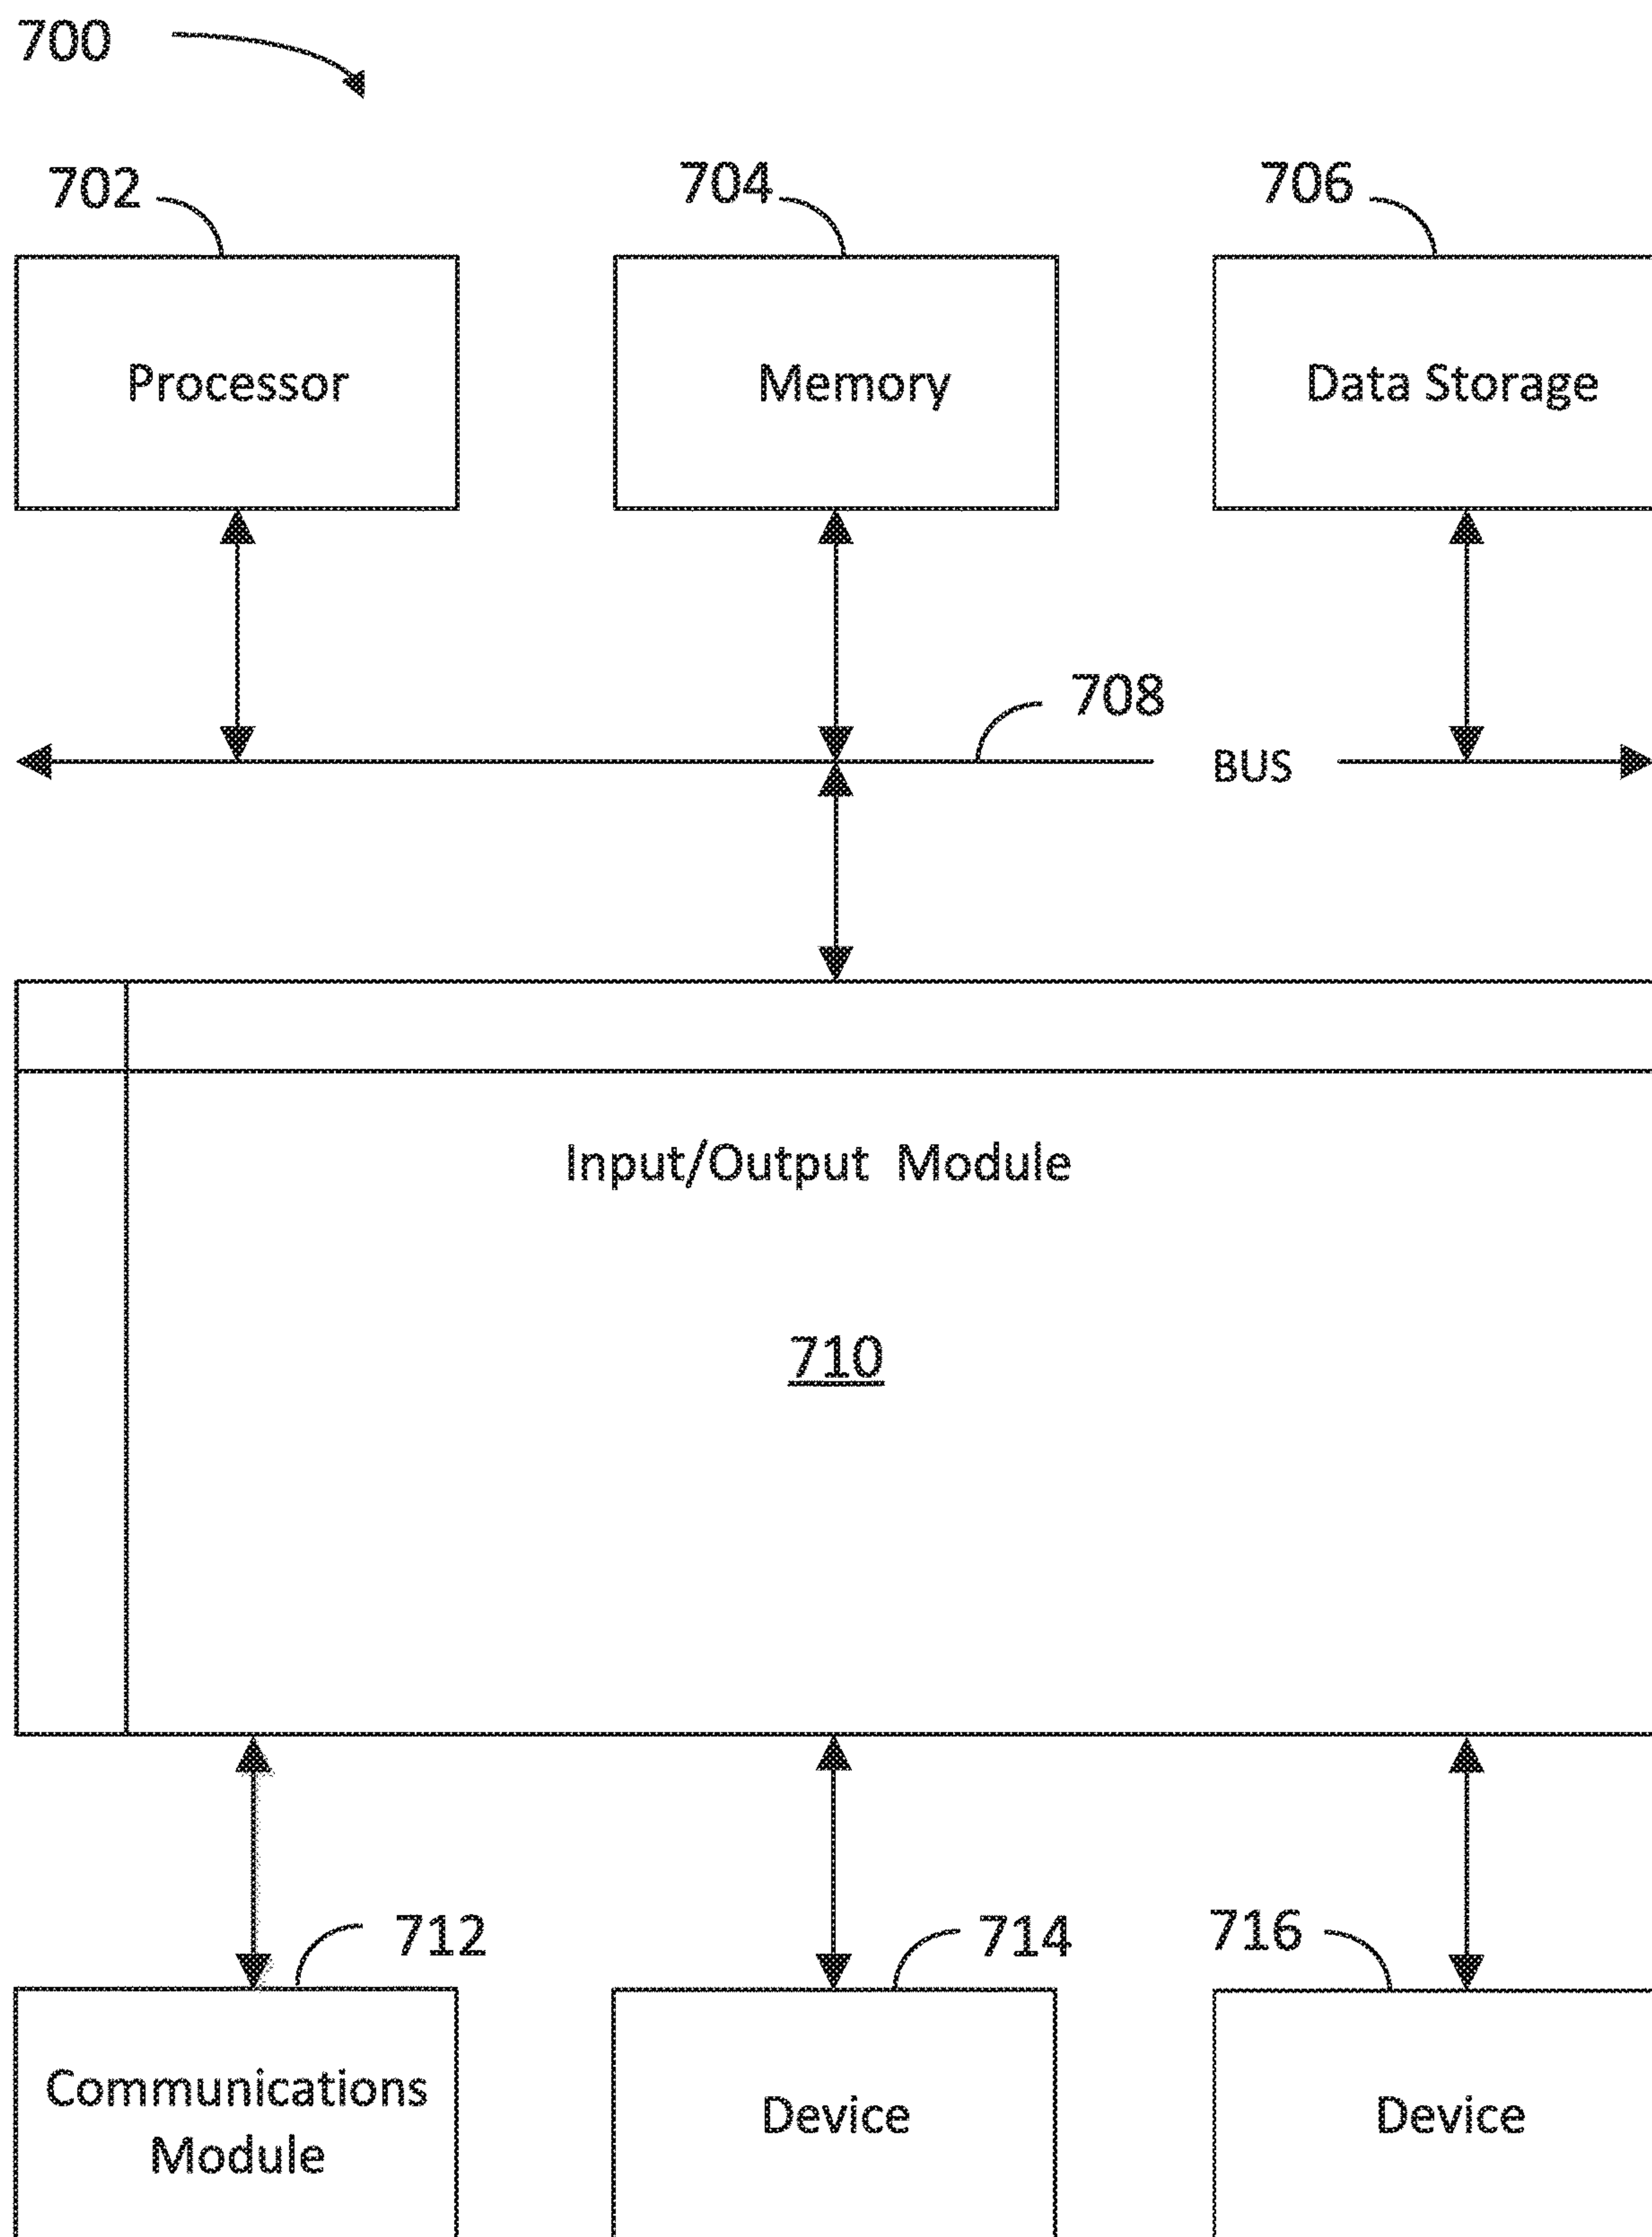 700
702
704
706
Processor
Memory
Data Storage
708
BUS
Input/Output Module
710
712
714
716
Communications
Module
Device
Device